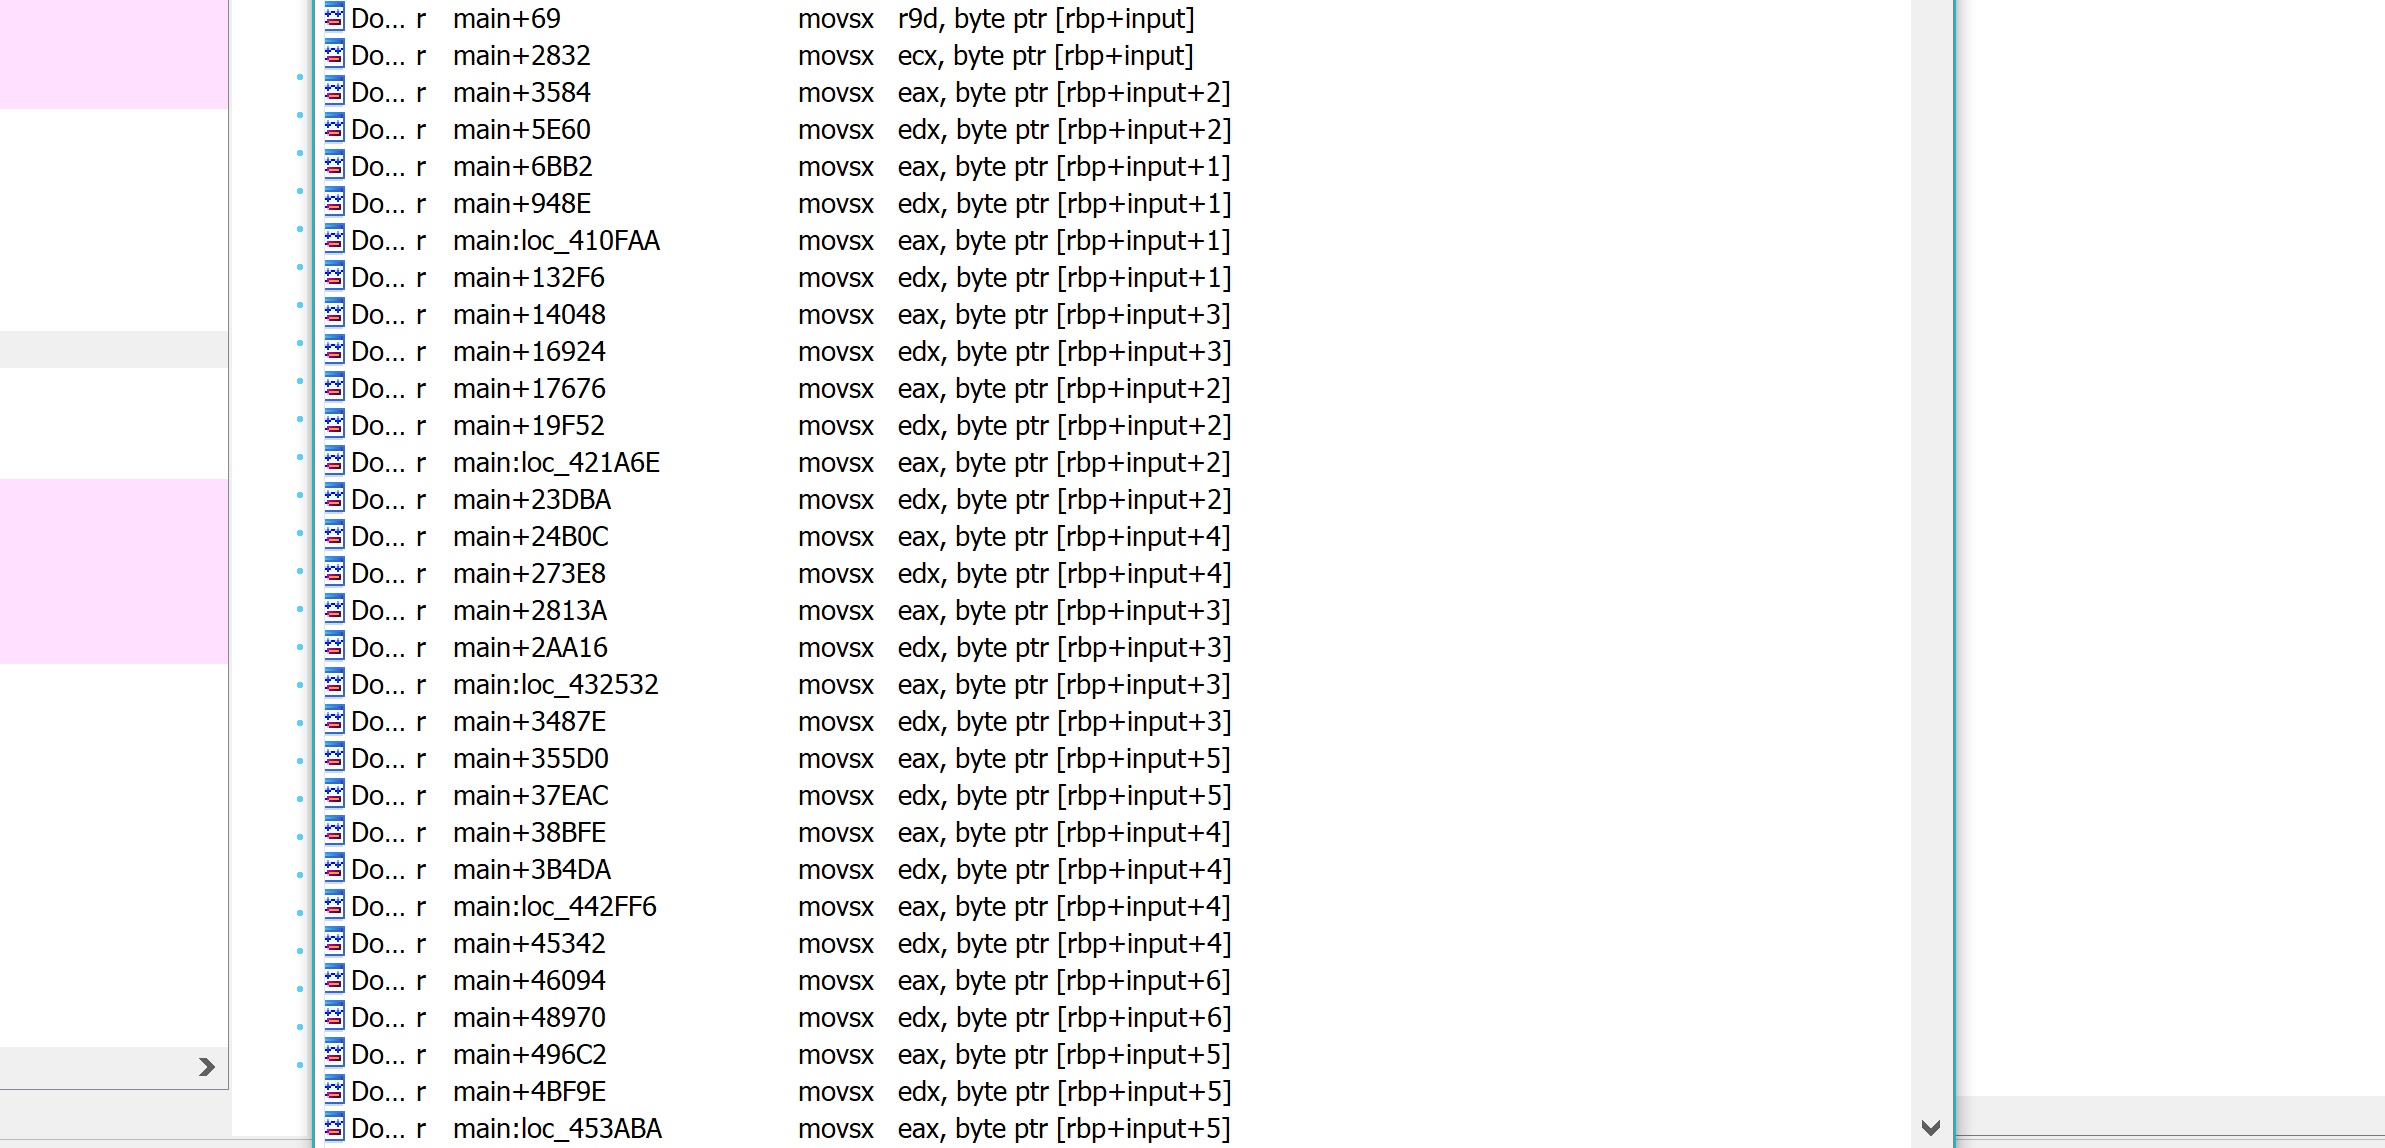 Do... r main+69 movsx r9d, byte ptr [rbp+input]
Do... r main+2832 movsx ecx, byte ptr [rbp+input]
Do... r main+3584 movsx eax, byte ptr [rbp+input+2]
Do... r main+5E60 movsx edx, byte ptr [rbp+input+2]
Do... r main+6BB2 movsx eax, byte ptr [rbp+input+1]
Do... r main+948E movsx edx, byte ptr [rbp+input+1]
Do... r main:loc_410FAA movsx eax, byte ptr [rbp+input+1]
Do... r main+132F6 movsx edx, byte ptr [rbp+input+1]
Do... r main+14048 movsx eax, byte ptr [rbp+input+3]
Do... r main+16924 movsx edx, byte ptr [rbp+input+3]
Do... r main+17676 movsx eax, byte ptr [rbp+input+2]
Do... r main+19F52 movsx edx, byte ptr [rbp+input+2]
Do... r main:loc_421A6E movsx eax, byte ptr [rbp+input+2]
Do... r main+23DBA movsx edx, byte ptr [rbp+input+2]
Do... r main+24B0C movsx eax, byte ptr [rbp+input+4]
Do... r main+273E8 movsx edx, byte ptr [rbp+input+4]
Do... r main+2813A movsx eax, byte ptr [rbp+input+3]
Do... r main+2AA16 movsx edx, byte ptr [rbp+input+3]
Do... r main:loc_432532 movsx eax, byte ptr [rbp+input+3]
Do... r main+3487E movsx edx, byte ptr [rbp+input+3]
Do... r main+355D0 movsx eax, byte ptr [rbp+input+5]
Do... r main+37EAC movsx edx, byte ptr [rbp+input+5]
Do... r main+38BFE movsx eax, byte ptr [rbp+input+4]
Do... r main+3B4DA movsx edx, byte ptr [rbp+input+4]
Do... r main:loc_442FF6 movsx eax, byte ptr [rbp+input+4]
Do... r main+45342 movsx edx, byte ptr [rbp+input+4]
Do... r main+46094 movsx eax, byte ptr [rbp+input+6]
Do... r main+48970 movsx edx, byte ptr [rbp+input+6]
Do... r main+496C2 movsx eax, byte ptr [rbp+input+5]
Do... r main+4BF9E movsx edx, byte ptr [rbp+input+5]
Do... r main:loc_453ABA movsx eax, byte ptr [rbp+input+5]